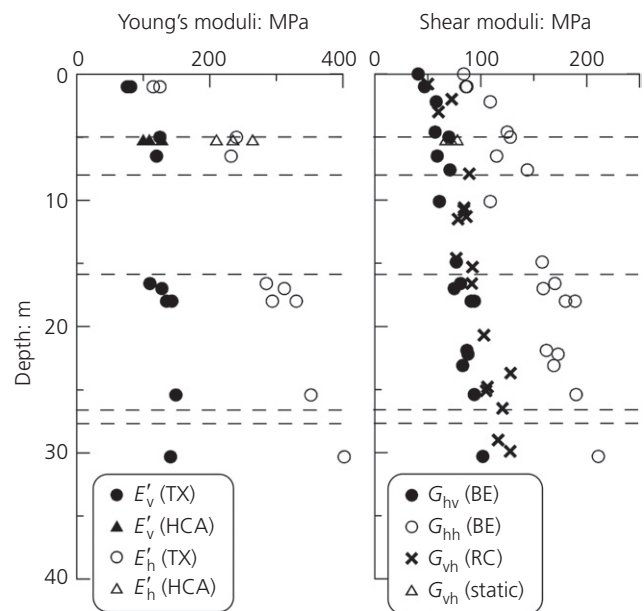 Young's moduli: MPa
Shear moduli: MPa
0 200 400
0 100 200
0
10
20
30
40
Depth: m
E′v (TX)
E′v (HCA)
E′h (TX)
E′h (HCA)
Ghv (BE)
Ghh (BE)
Gvh (RC)
Gvh (static)